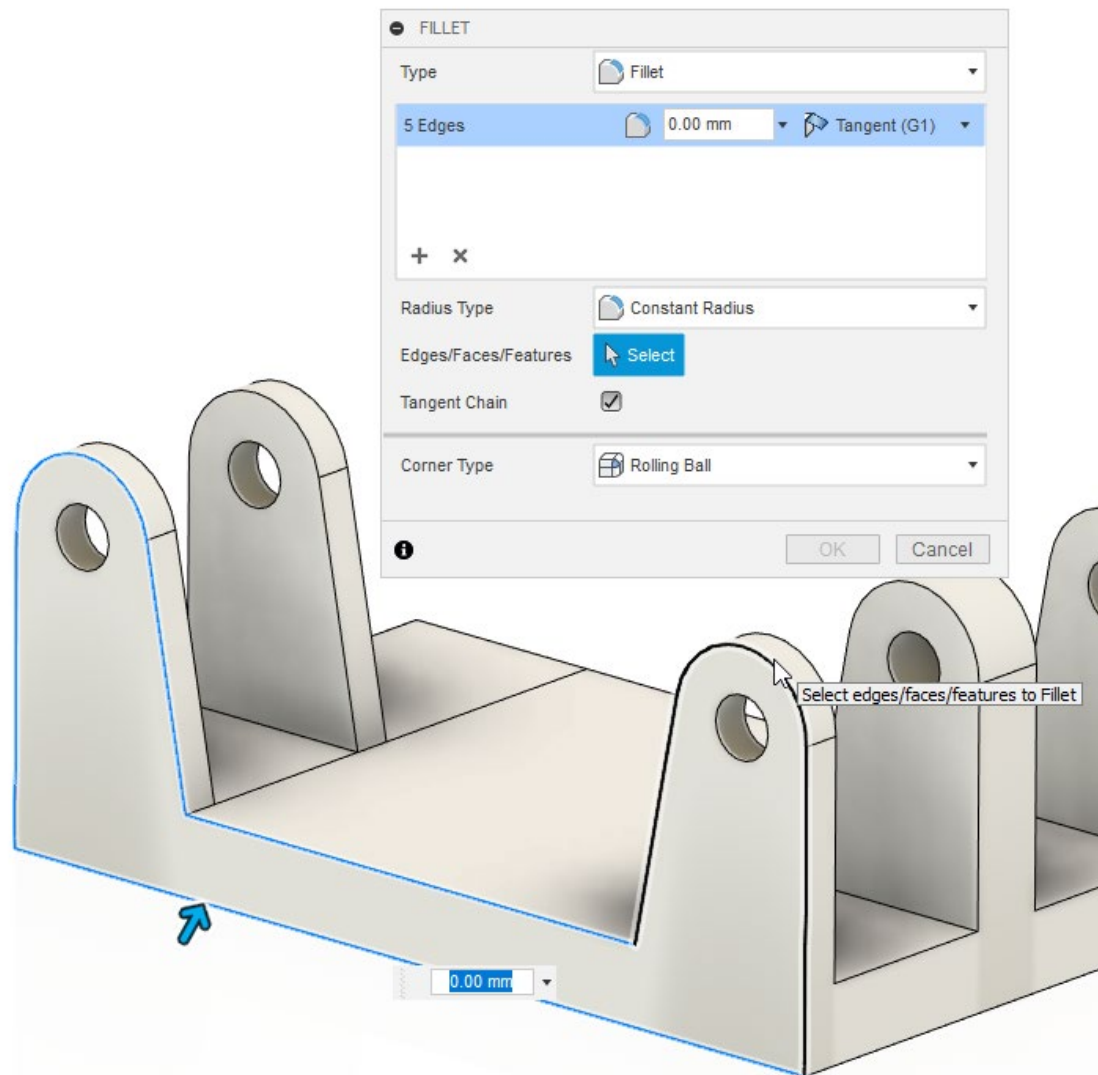 FILLET
Type Fillet
5 Edges 0.00 mm Tangent (G1)
Radius Type Constant Radius
Edges/Faces/Features Select
Tangent Chain
Corner Type Rolling Ball
OK Cancel
Select edges/faces/features to Fillet
0.00 mm